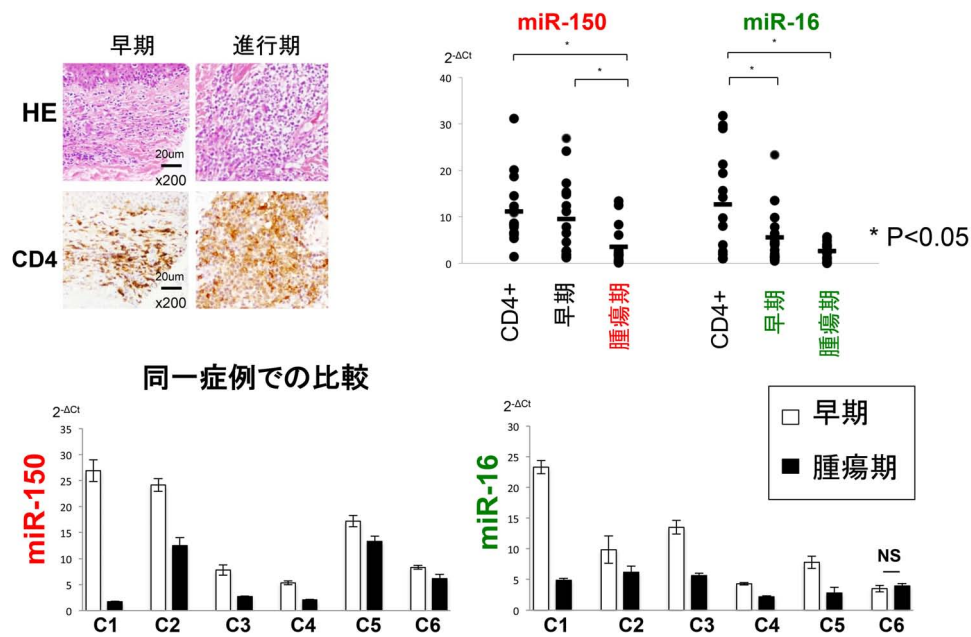 早期 進行期
HE
20um
x200
CD4
20um
x200
miR-150 miR-16
* *
* *
2-ΔCt
40
30
20
10
0
* P<0.05
CD4+ 早期 腫瘍期 CD4+ 早期 腫瘍期
同一症例での比較
早期
腫瘍期
miR-150
2-ΔCt
35
30
25
20
15
10
5
0
C1 C2 C3 C4 C5 C6
miR-16
2-ΔCt
30
25
20
15
10
5
0
NS
C1 C2 C3 C4 C5 C6